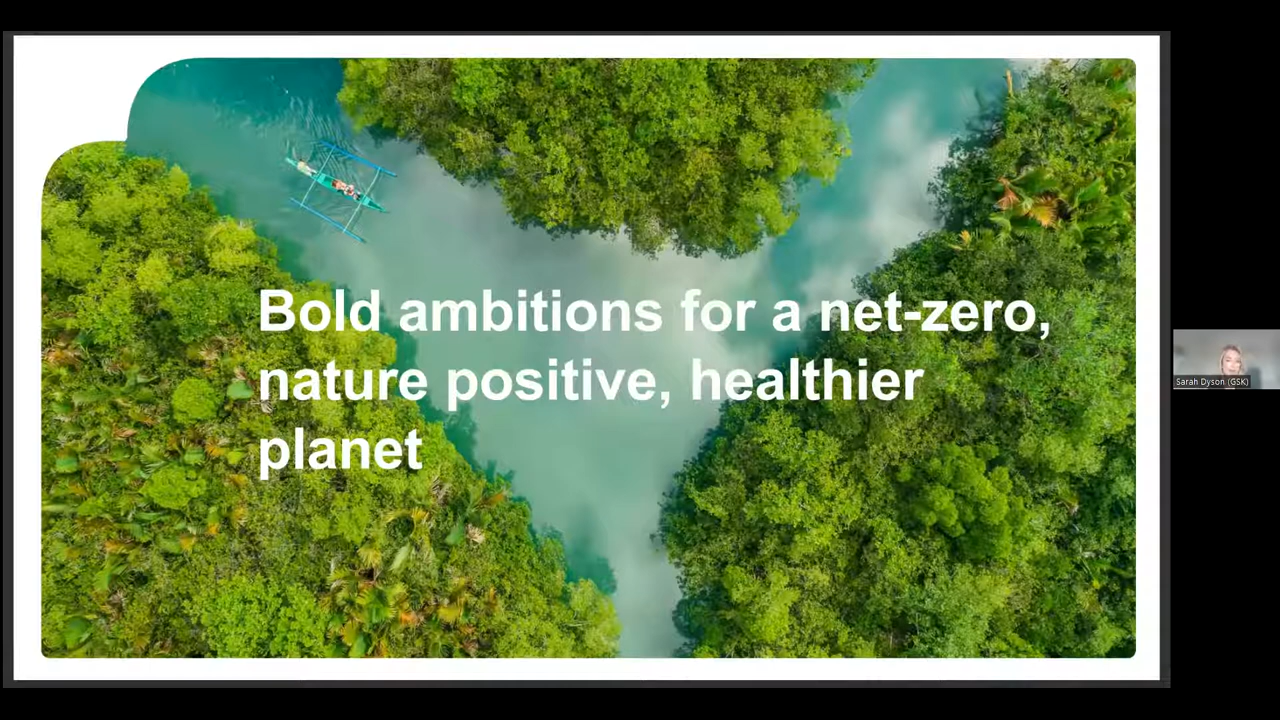 Bold ambitions for a net-zero,
nature positive, healthier
planet
Sarah Dyson (GSK)